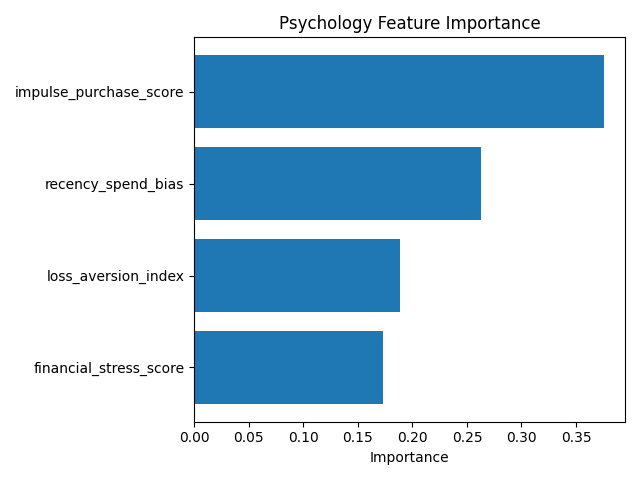 Psychology Feature Importance
impulse_purchase_score
recency_spend_bias
loss_aversion_index
financial_stress_score
0.00 0.05 0.10 0.15 0.20 0.25 0.30 0.35
Importance